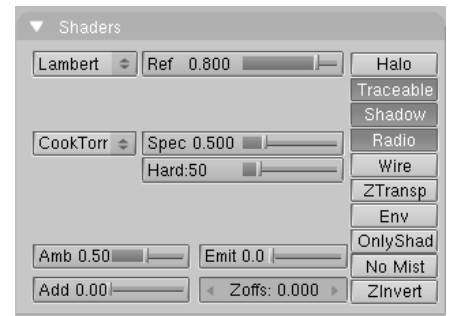 Shaders
Lambert Ref 0.800 Halo
Traceable
Shadow
CookTorr Spec 0.500 Radio
Hard:50 Wire
ZTransp
Env
OnlyShad
Amb 0.50 Emit 0.0 No Mist
Add 0.00 Zoffs: 0.000 ZInvert